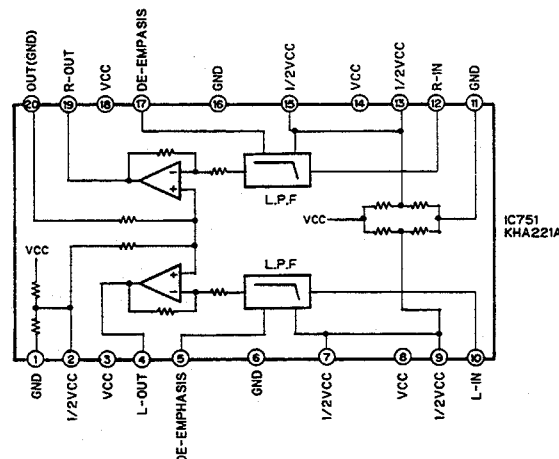 OUT(GND)
R-OUT
VCC
DE-EMPASIS
GND
1/2VCC
VCC
1/2VCC
R-IN
GND
20
19
18
17
16
15
14
13
12
11
L.P.F
VCC
IC751
KHA221A
VCC
L.P.F
1
2
3
4
5
6
7
8
9
10
GND
1/2VCC
VCC
L-OUT
DE-EMPHASIS
GND
1/2VCC
VCC
1/2VCC
L-IN